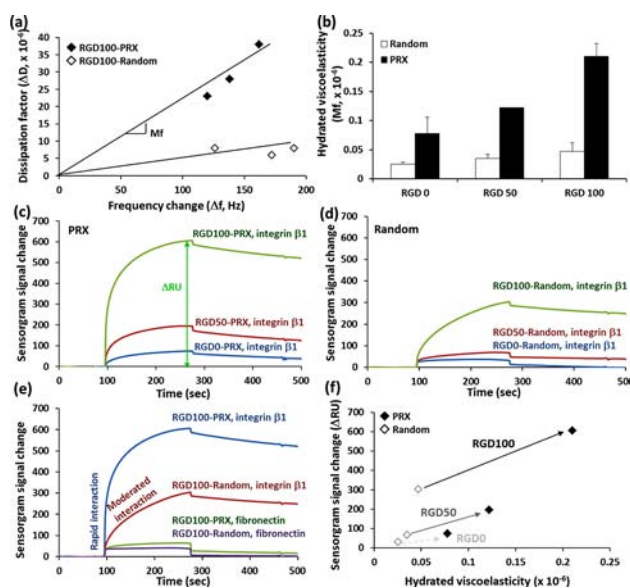 (a)
RGD100-PRX
RGD100-Random
Dissipation factor (ΔD, x 10⁻⁶)
40
35
30
25
20
15
10
5
0
Mf
0
50
100
150
200
Frequency change (Δf, Hz)
(b)
Random
PRX
Hydrated viscoelasticity
(Mf, x 10⁻⁶)
0.25
0.2
0.15
0.1
0.05
0
RGD 0
RGD 50
RGD 100
(c)
PRX
RGD100-PRX, integrin β1
ΔRU
RGD50-PRX, integrin β1
RGD0-PRX, integrin β1
Sensorgram signal change
700
600
500
400
300
200
100
0
0
100
200
300
400
500
Time (sec)
(d)
Random
RGD100-Random, integrin β1
RGD50-Random, integrin β1
RGD0-Random, integrin β1
Sensorgram signal change
700
600
500
400
300
200
100
0
0
100
200
300
400
500
Time (sec)
(e)
RGD100-PRX, integrin β1
RGD100-Random, integrin β1
RGD100-PRX, fibronectin
RGD100-Random, fibronectin
Rapid interaction
Moderated
interaction
Sensorgram signal change
700
600
500
400
300
200
100
0
0
100
200
300
400
500
Time (sec)
(f)
PRX
Random
RGD100
RGD50
RGD0
Sensorgram signal change (ΔRU)
700
600
500
400
300
200
100
0
0
0.05
0.1
0.15
0.2
0.25
Hydrated viscoelasticity (x 10⁻⁶)